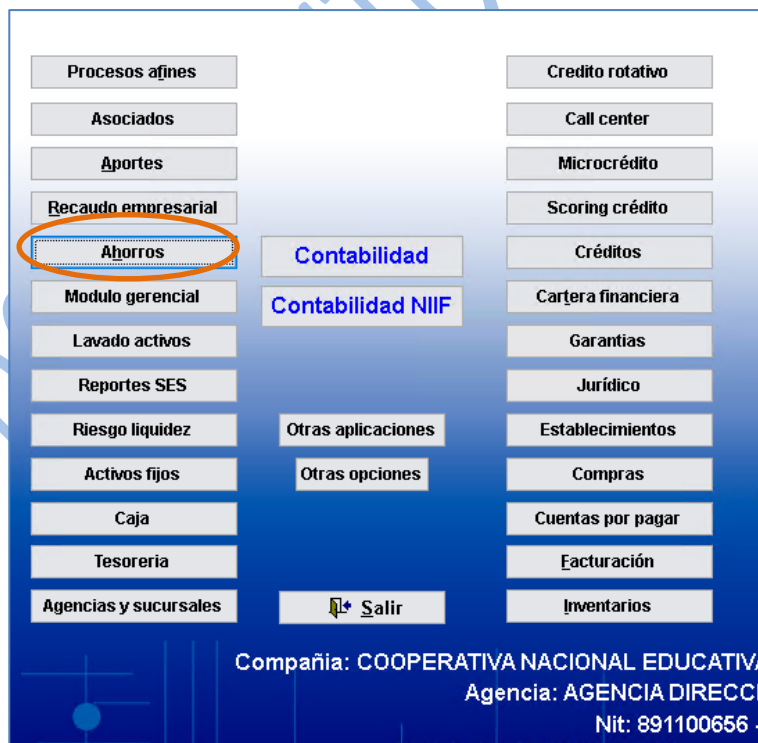 Procesos afines
Asociados
Aportes
Recaudo empresarial
Ahorros
Modulo gerencial
Lavado activos
Reportes SES
Riesgo liquidez
Activos fijos
Caja
Tesoreria
Agencias y sucursales
Contabilidad
Contabilidad NIIF
Otras aplicaciones
Otras opciones
Salir
Credito rotativo
Call center
Microcrédito
Scoring crédito
Créditos
Cartera financiera
Garantias
Jurídico
Establecimientos
Compras
Cuentas por pagar
Facturación
Inventarios
Compañia: COOPERATIVA NACIONAL EDUCATIVA
Agencia: AGENCIA DIRECCI
Nit: 891100656 -